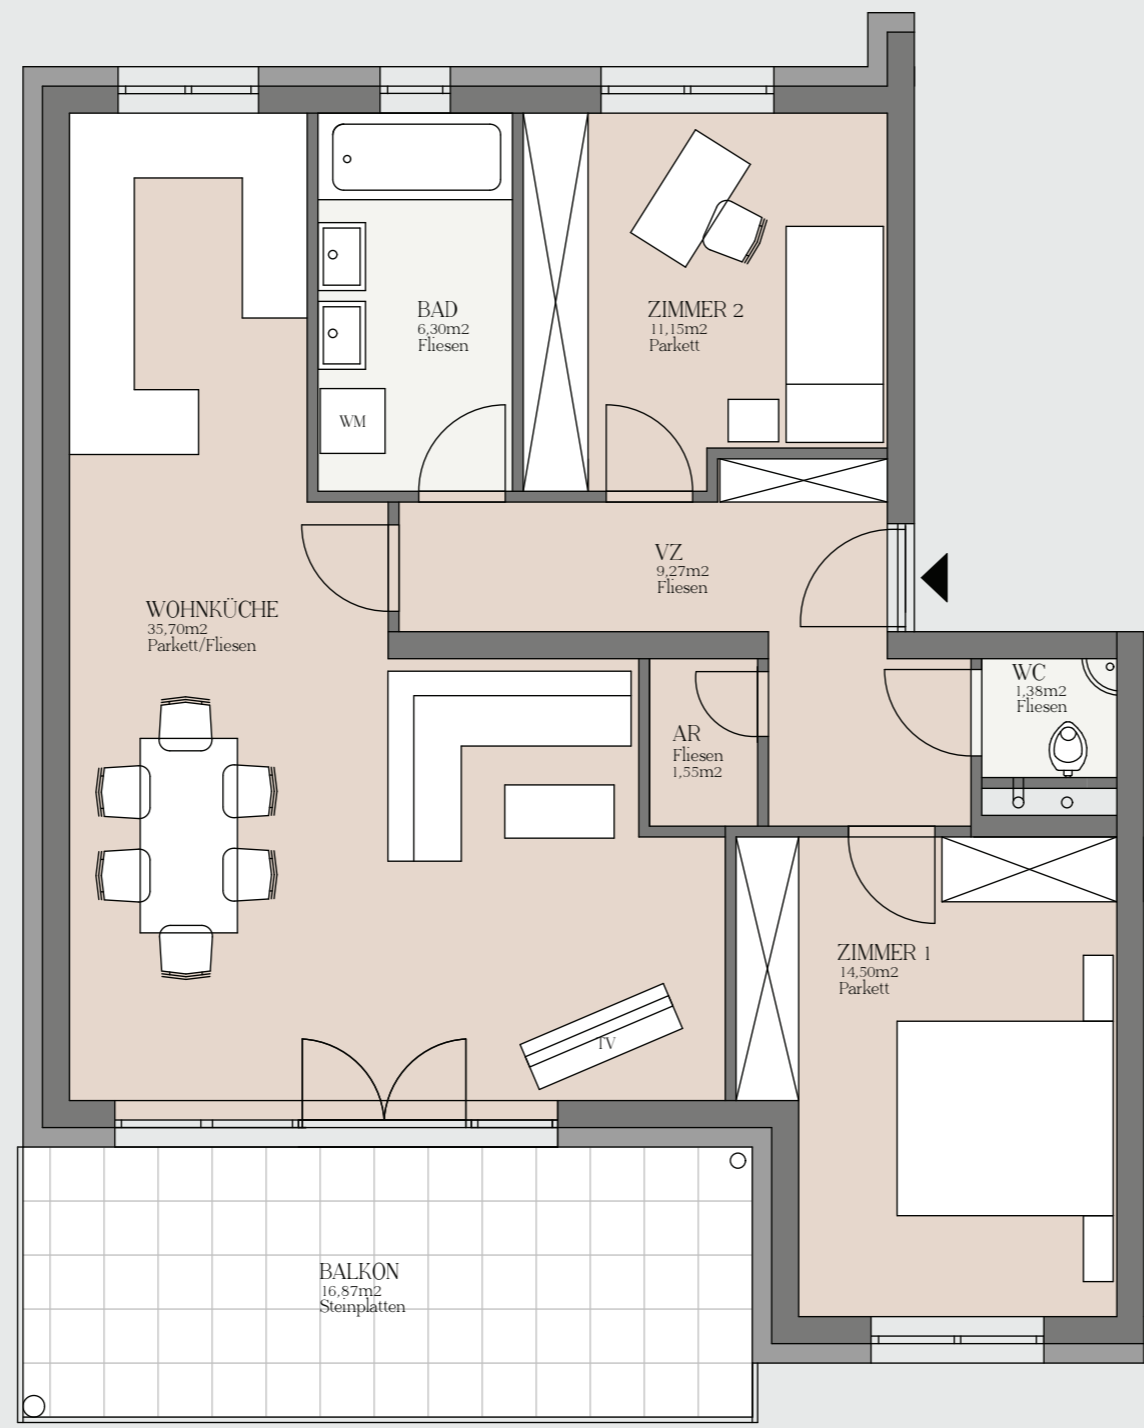 BAD
6,30m2
Fliesen
WM
ZIMMER 2
11,15m2
Parkett
VZ
9,27m2
Fliesen
WOHNKÜCHE
35,70m2
Parkett/Fliesen
WC
1,38m2
Fliesen
AR
Fliesen
1,55m2
ZIMMER 1
14,50m2
Parkett
TV
BALKON
16,87m2
Steinplatten